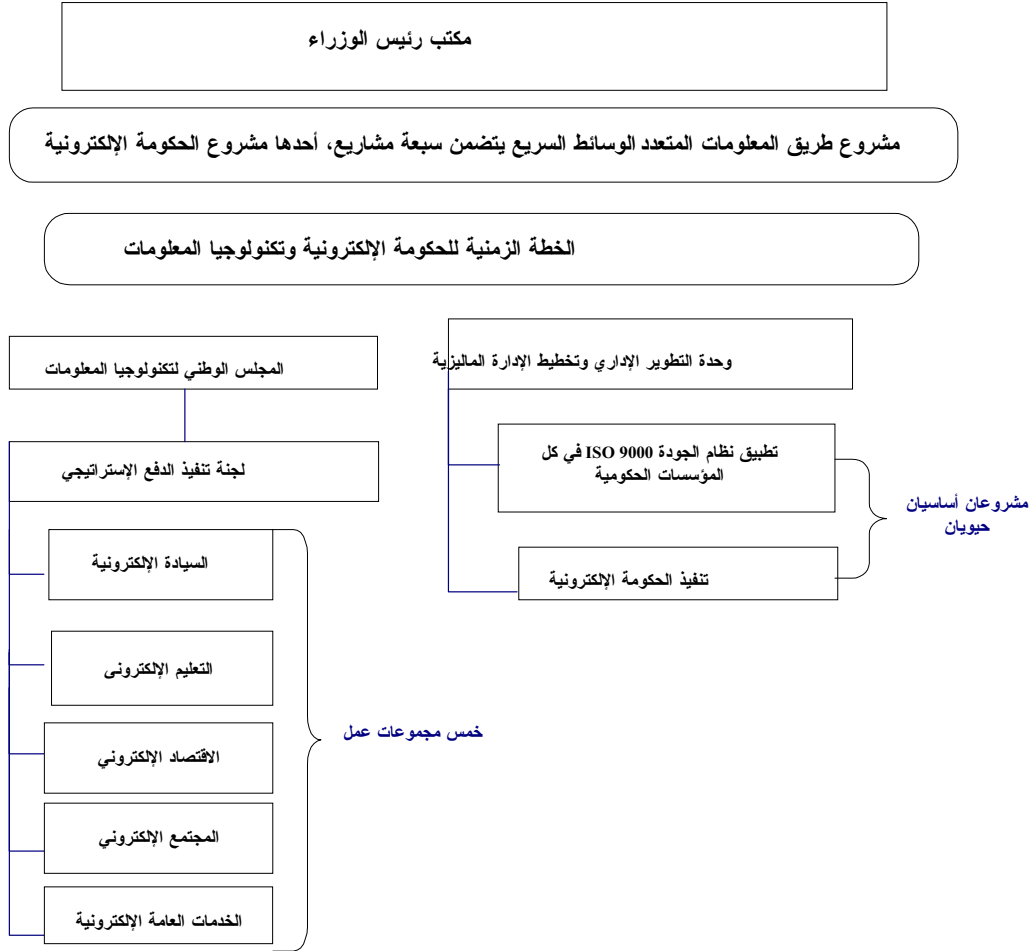 مكتب رئيس الوزراء
مشروع طريق المعلومات المتعدد الوسائط السريع يتضمن سبعة مشاريع، أحدها مشروع الحكومة الإلكترونية
الخطة الزمنية للحكومة الإلكترونية وتكنولوجيا المعلومات
وحدة التطوير الإداري وتخطيط الإدارة الماليزية
تطبيق نظام الجودة ISO 9000 في كل
المؤسسات الحكومية
تنفيذ الحكومة الإلكترونية
مشروعان أساسيان
حيويان
المجلس الوطني لتكنولوجيا المعلومات
لجنة تنفيذ الدفع الإستراتيجي
السيادة الإلكترونية
التعليم الإلكترونى
الاقتصاد الإلكتروني
المجتمع الإلكتروني
الخدمات العامة الإلكترونية
خمس مجموعات عمل